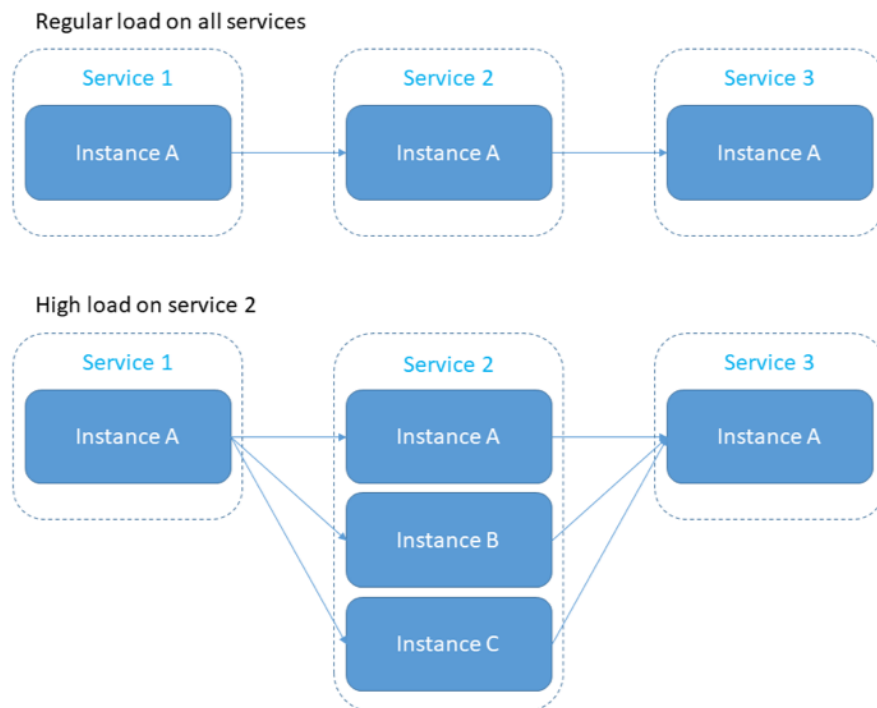 Regular load on all services
Service 1
Service 2
Service 3
Instance A
Instance A
Instance A
High load on service 2
Service 1
Service 2
Service 3
Instance A
Instance A
Instance A
Instance B
Instance C